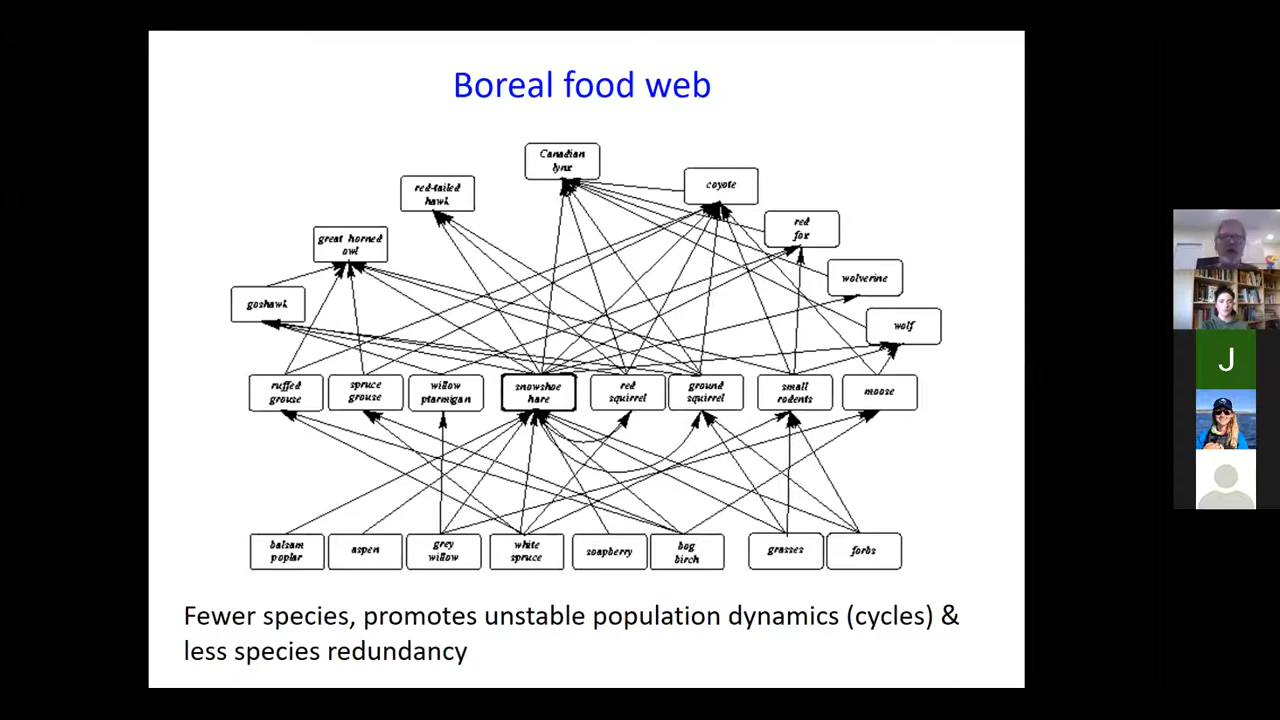 Boreal food web
Canadian
lynx
coyote
red-tailed
hawk
red
fox
great horned
owl
wolverine
goshawk
wolf
ruffed
grouse
spruce
grouse
willow
ptarmigan
snowshoe
hare
red
squirrel
ground
squirrel
small
rodents
moose
balsam
poplar
aspen
grey
willow
white
spruce
soapberry
bog
birch
grasses
forbs
Fewer species, promotes unstable population dynamics (cycles) &
less species redundancy
J